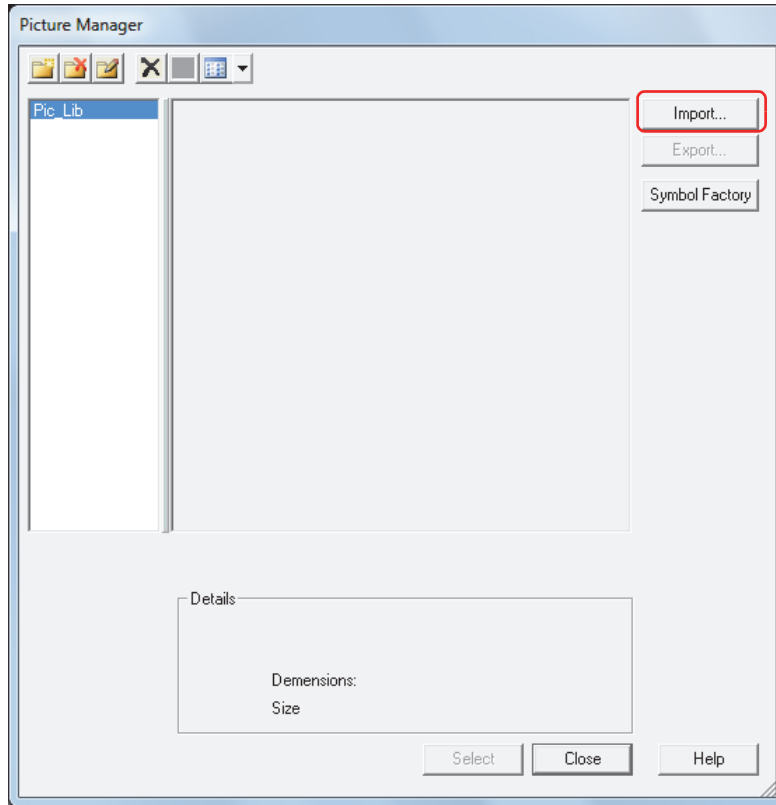 Picture Manager
Pic_Lib
Import...
Export...
Symbol Factory
Details
Demensions:
Size
Select
Close
Help